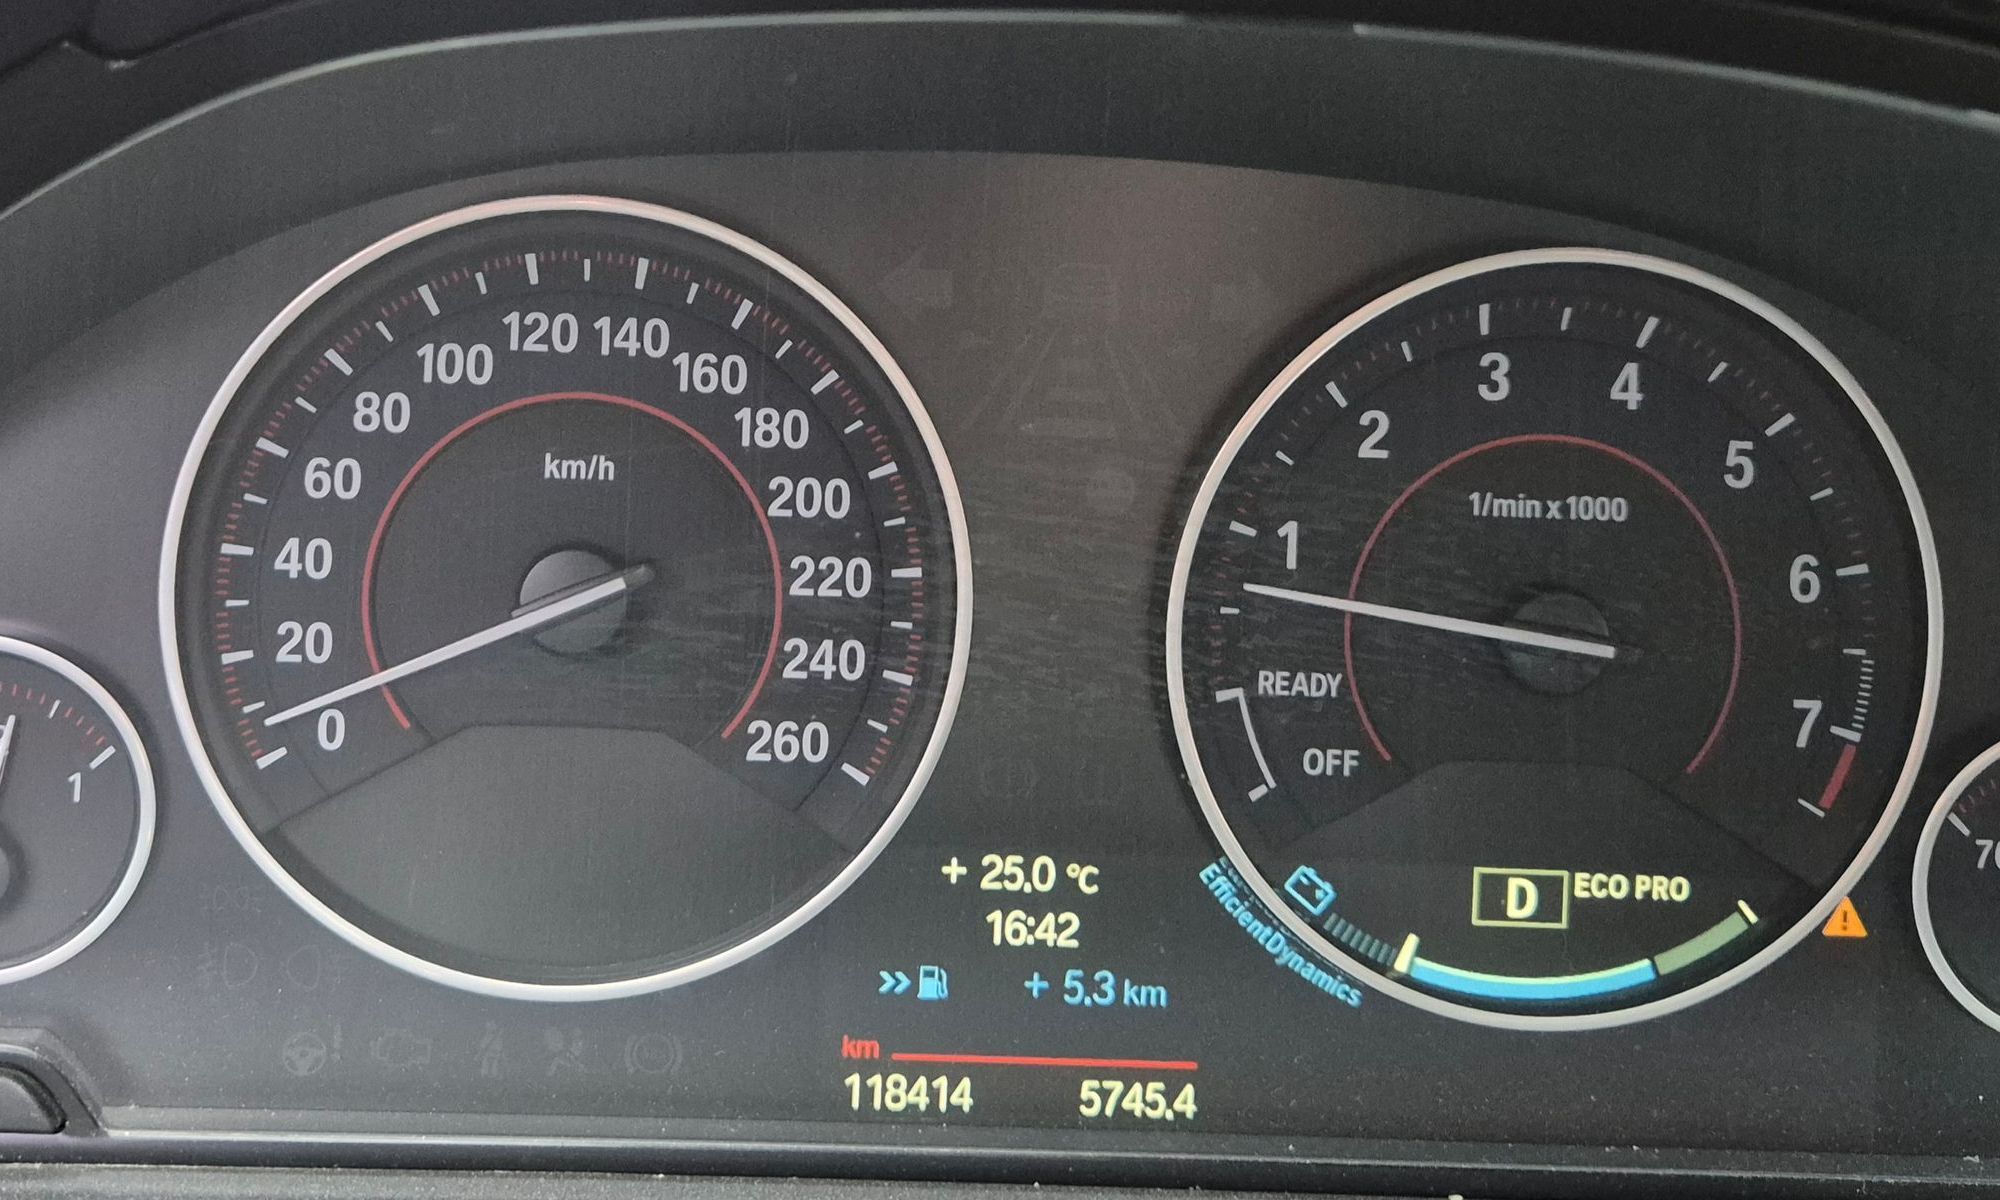 0
20
40
60
80
100
120
140
160
180
200
220
240
260
km/h
1
READY
OFF
1
2
3
4
5
6
7
1/min x 1000
D
ECO PRO
EfficientDynamics
+ 25.0 °C
16:42
+ 5.3 km
km
118414 5745.4